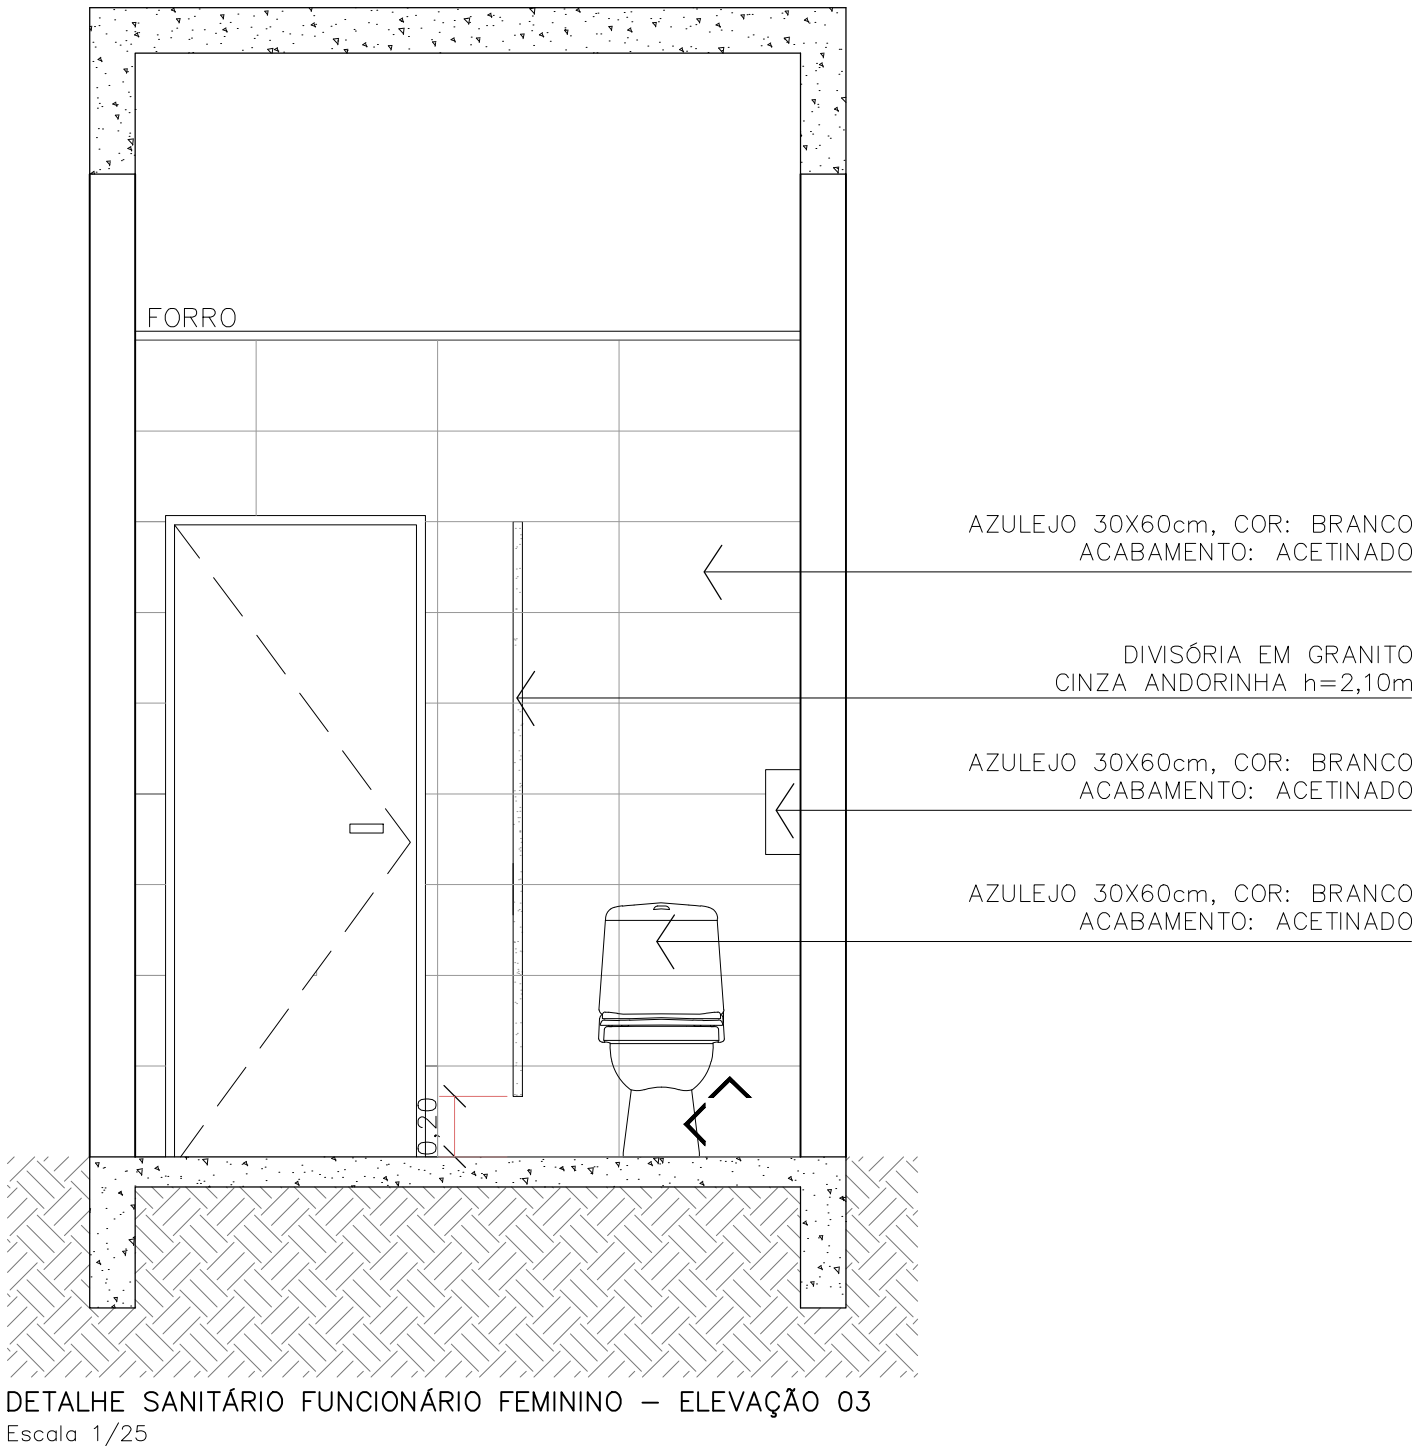 FORRO
AZULEJO 30X60cm, COR: BRANCO
ACABAMENTO: ACETINADO
DIVISÓRIA EM GRANITO
CINZA ANDORINHA h=2,10m
AZULEJO 30X60cm, COR: BRANCO
ACABAMENTO: ACETINADO
AZULEJO 30X60cm, COR: BRANCO
ACABAMENTO: ACETINADO
0,20
DETALHE SANITÁRIO FUNCIONÁRIO FEMININO – ELEVAÇÃO 03
Escala 1/25